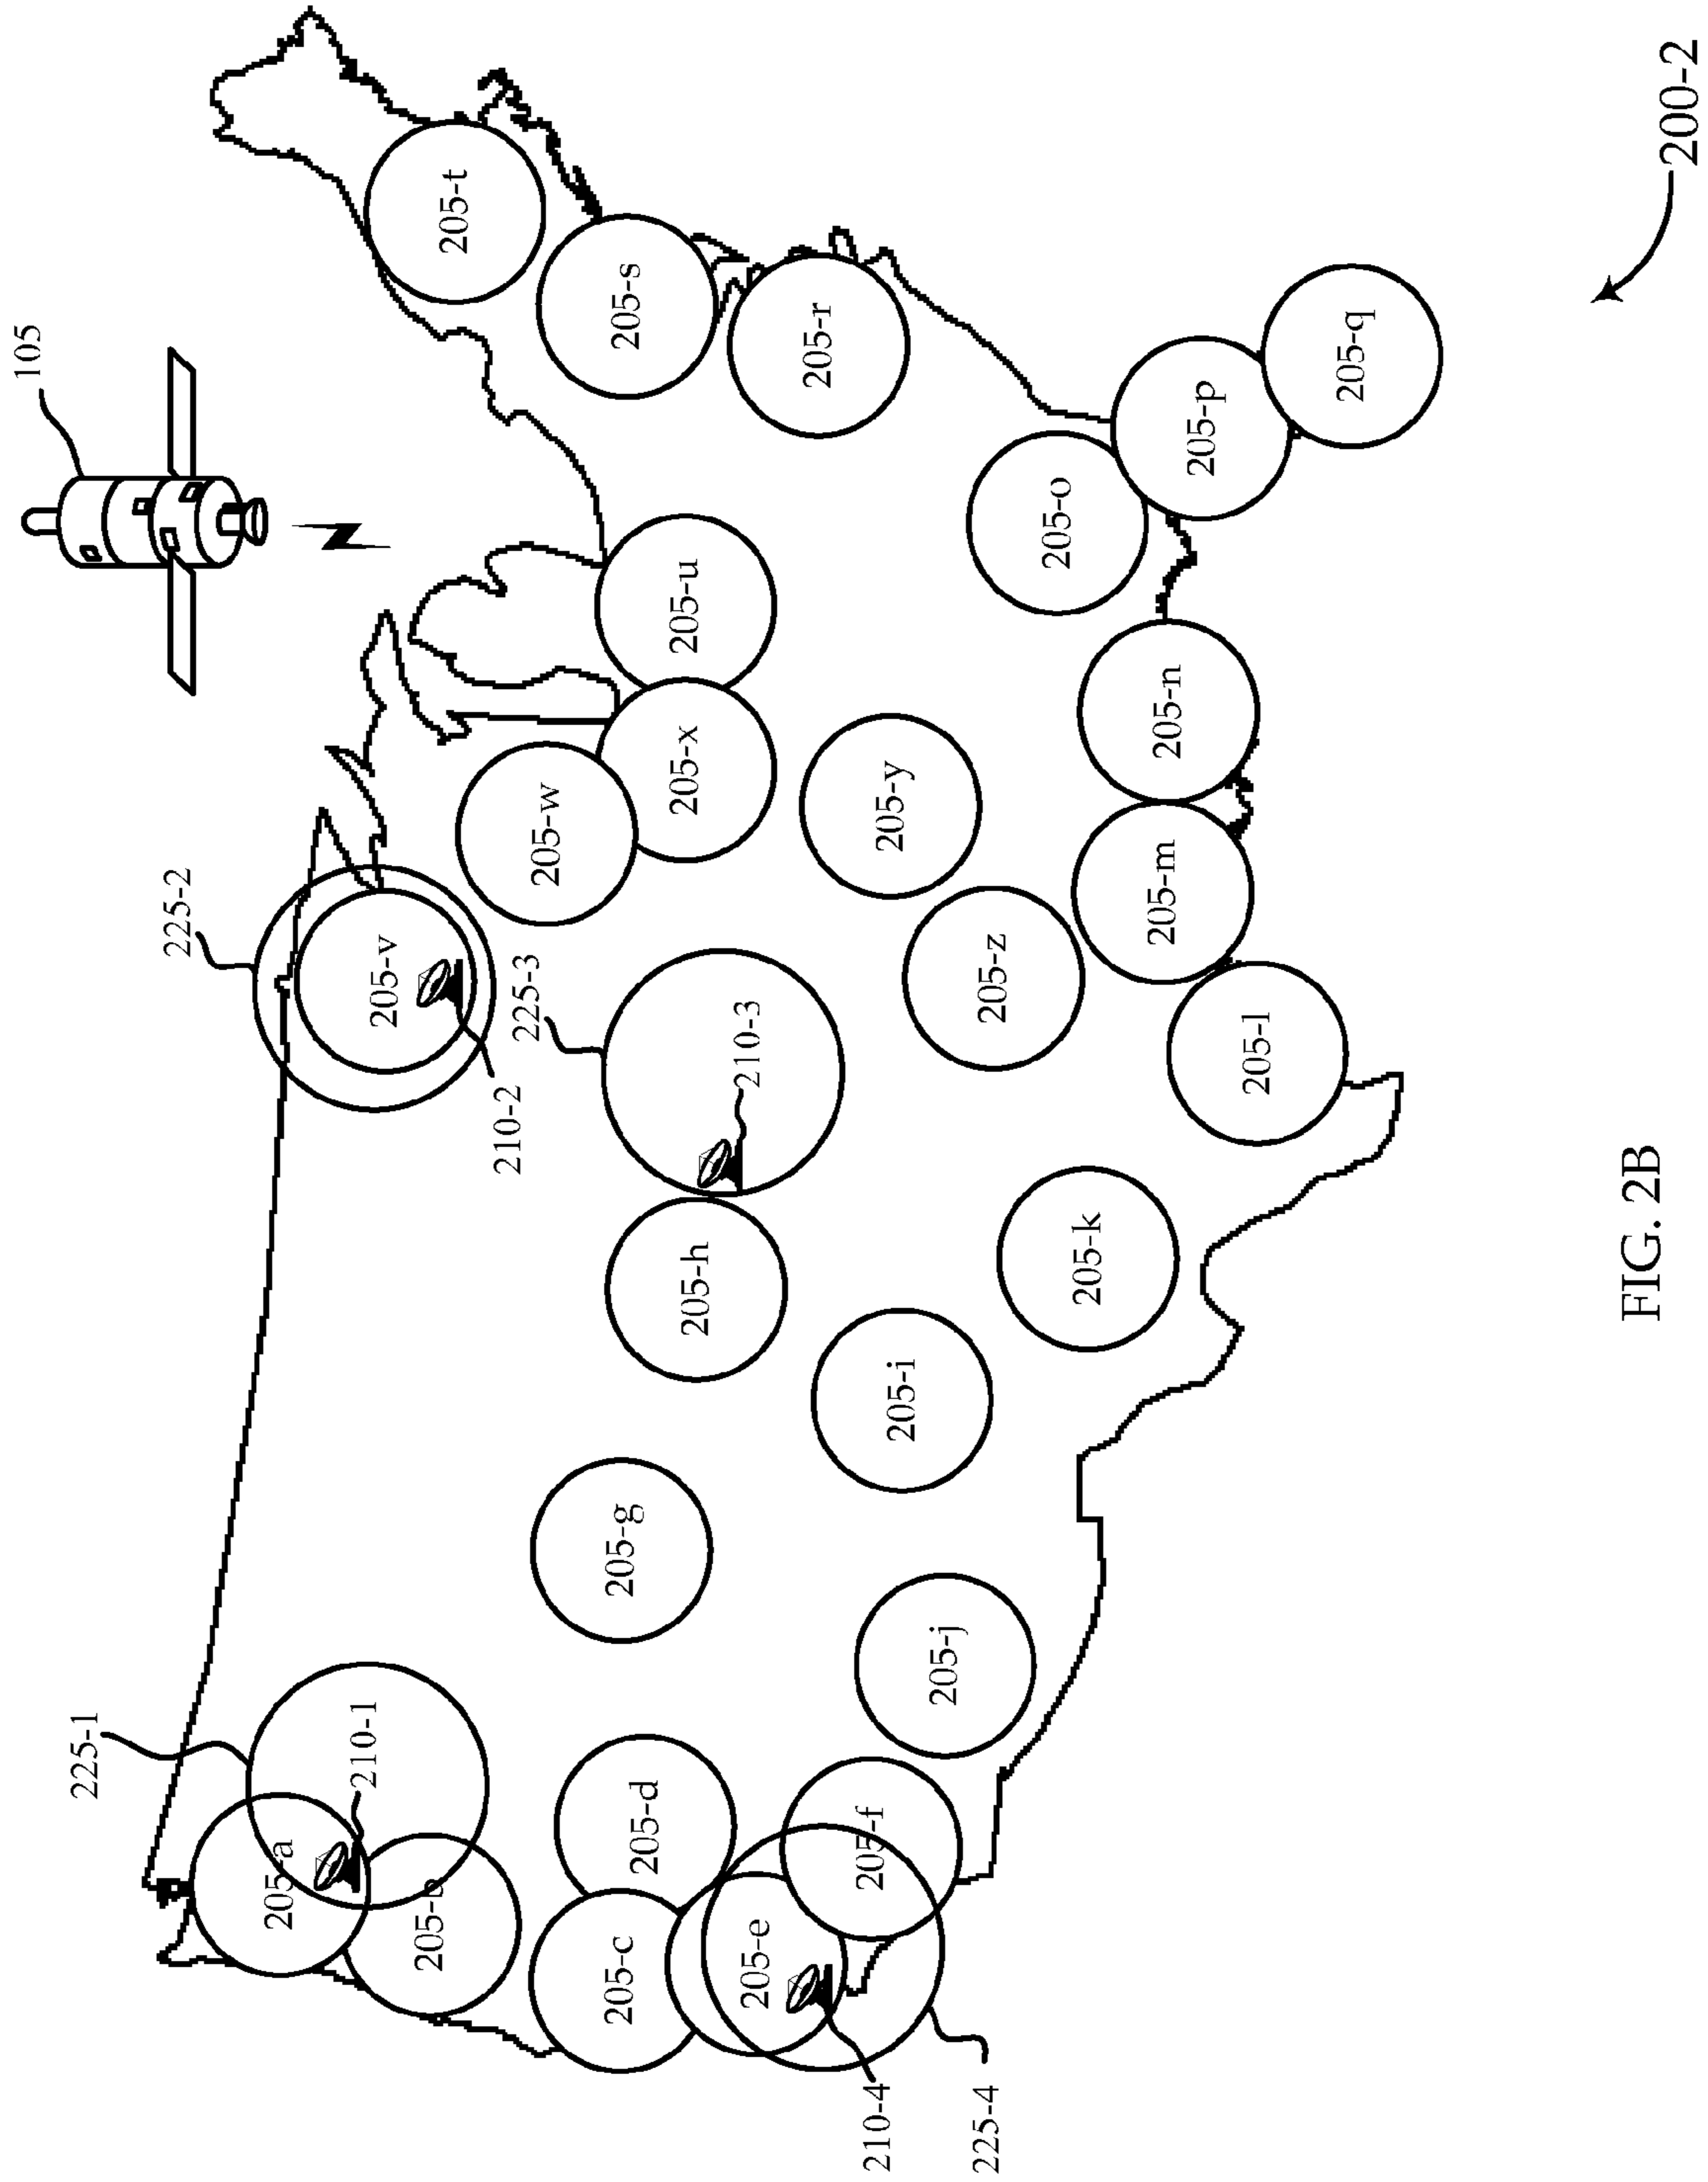 105
225-2
225-1
225-3
210-1
210-2
210-3
210-4
225-4
205-a
205-b
205-c
205-d
205-e
205-f
205-g
205-h
205-i
205-j
205-k
205-l
205-m
205-n
205-o
205-p
205-q
205-r
205-s
205-t
205-u
205-v
205-w
205-x
205-y
205-z
200-2
FIG. 2B